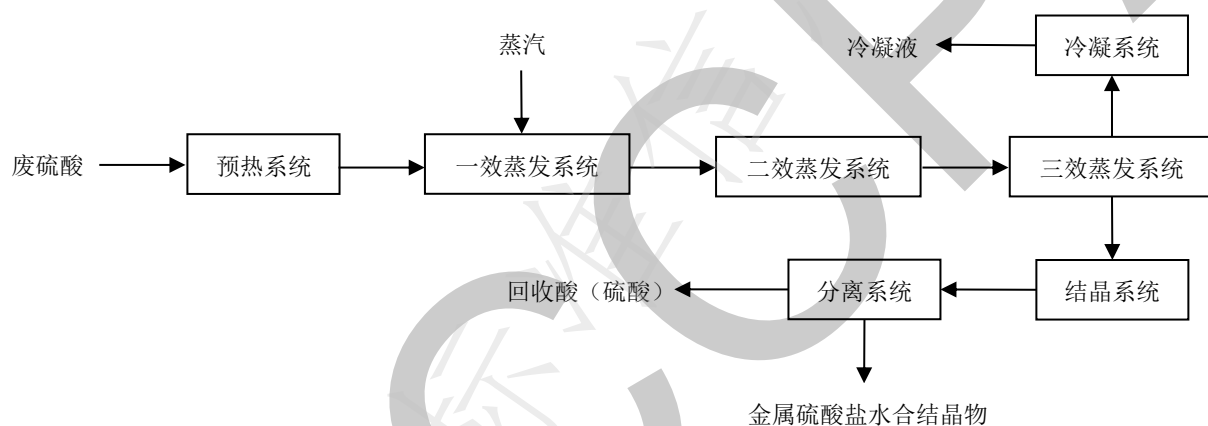 蒸汽
冷凝液
冷凝系统
废硫酸
预热系统
一效蒸发系统
二效蒸发系统
三效蒸发系统
回收酸（硫酸）
分离系统
结晶系统
金属硫酸盐水合结晶物